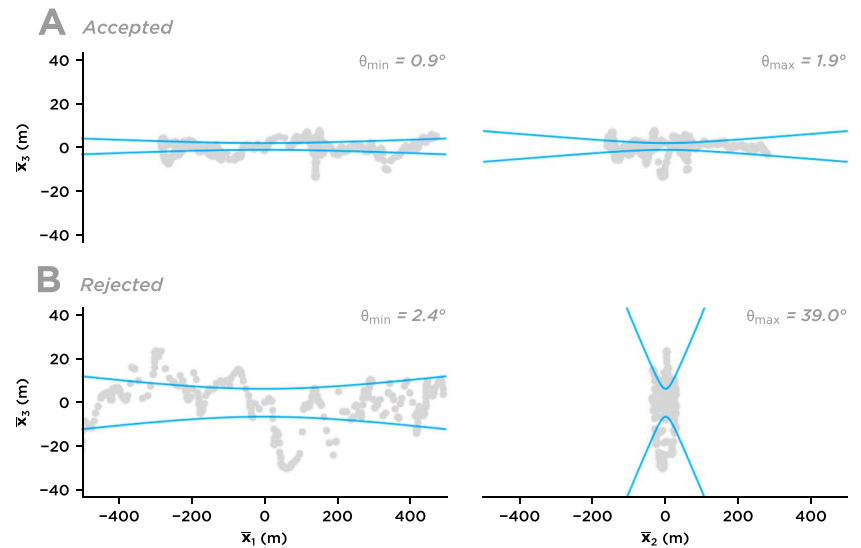 A Accepted
θmin = 0.9°
θmax = 1.9°
40
20
0
−20
−40
x̅3 (m)
B Rejected
θmin = 2.4°
θmax = 39.0°
40
20
0
−20
−40
x̅3 (m)
−400 −200 0 200 400
x̅1 (m)
−400 −200 0 200 400
x̅2 (m)